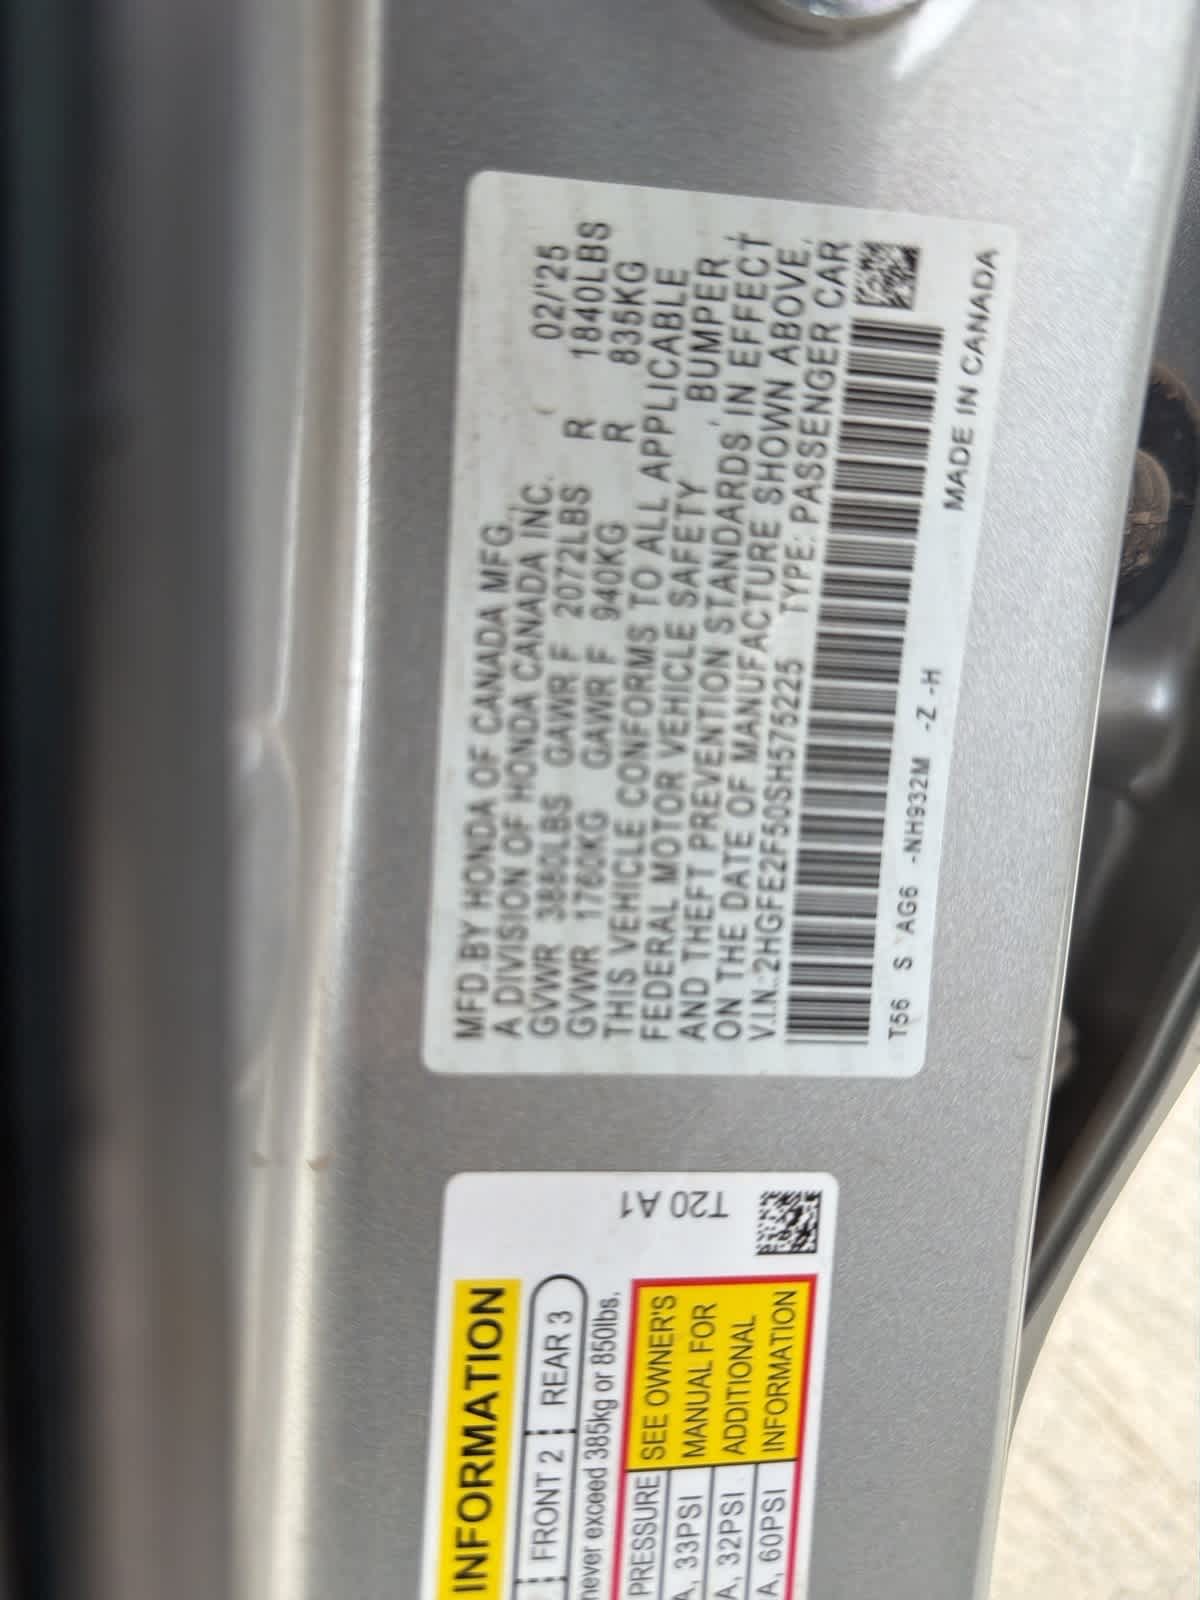 MFD BY HONDA OF CANADA MFG.,
A DIVISION OF HONDA CANADA INC. 02/'25
GVWR 3880LBS GAWR F 2072LBS R 1840LBS
GVWR 1760KG GAWR F 940KG R 835KG
THIS VEHICLE CONFORMS TO ALL APPLICABLE
FEDERAL MOTOR VEHICLE SAFETY, BUMPER,
AND THEFT PREVENTION STANDARDS IN EFFECT
ON THE DATE OF MANUFACTURE SHOWN ABOVE.
V.I.N.:2HGFE2F50SH575225 TYPE: PASSENGER CAR
T56 S AG6 -NH932M -Z -H MADE IN CANADA
T20 A1
INFORMATION
FRONT 2 REAR 3
never exceed 385kg or 850lbs.
PRESSURE SEE OWNER'S
A, 33PSI MANUAL FOR
A, 32PSI ADDITIONAL
A, 60PSI INFORMATION